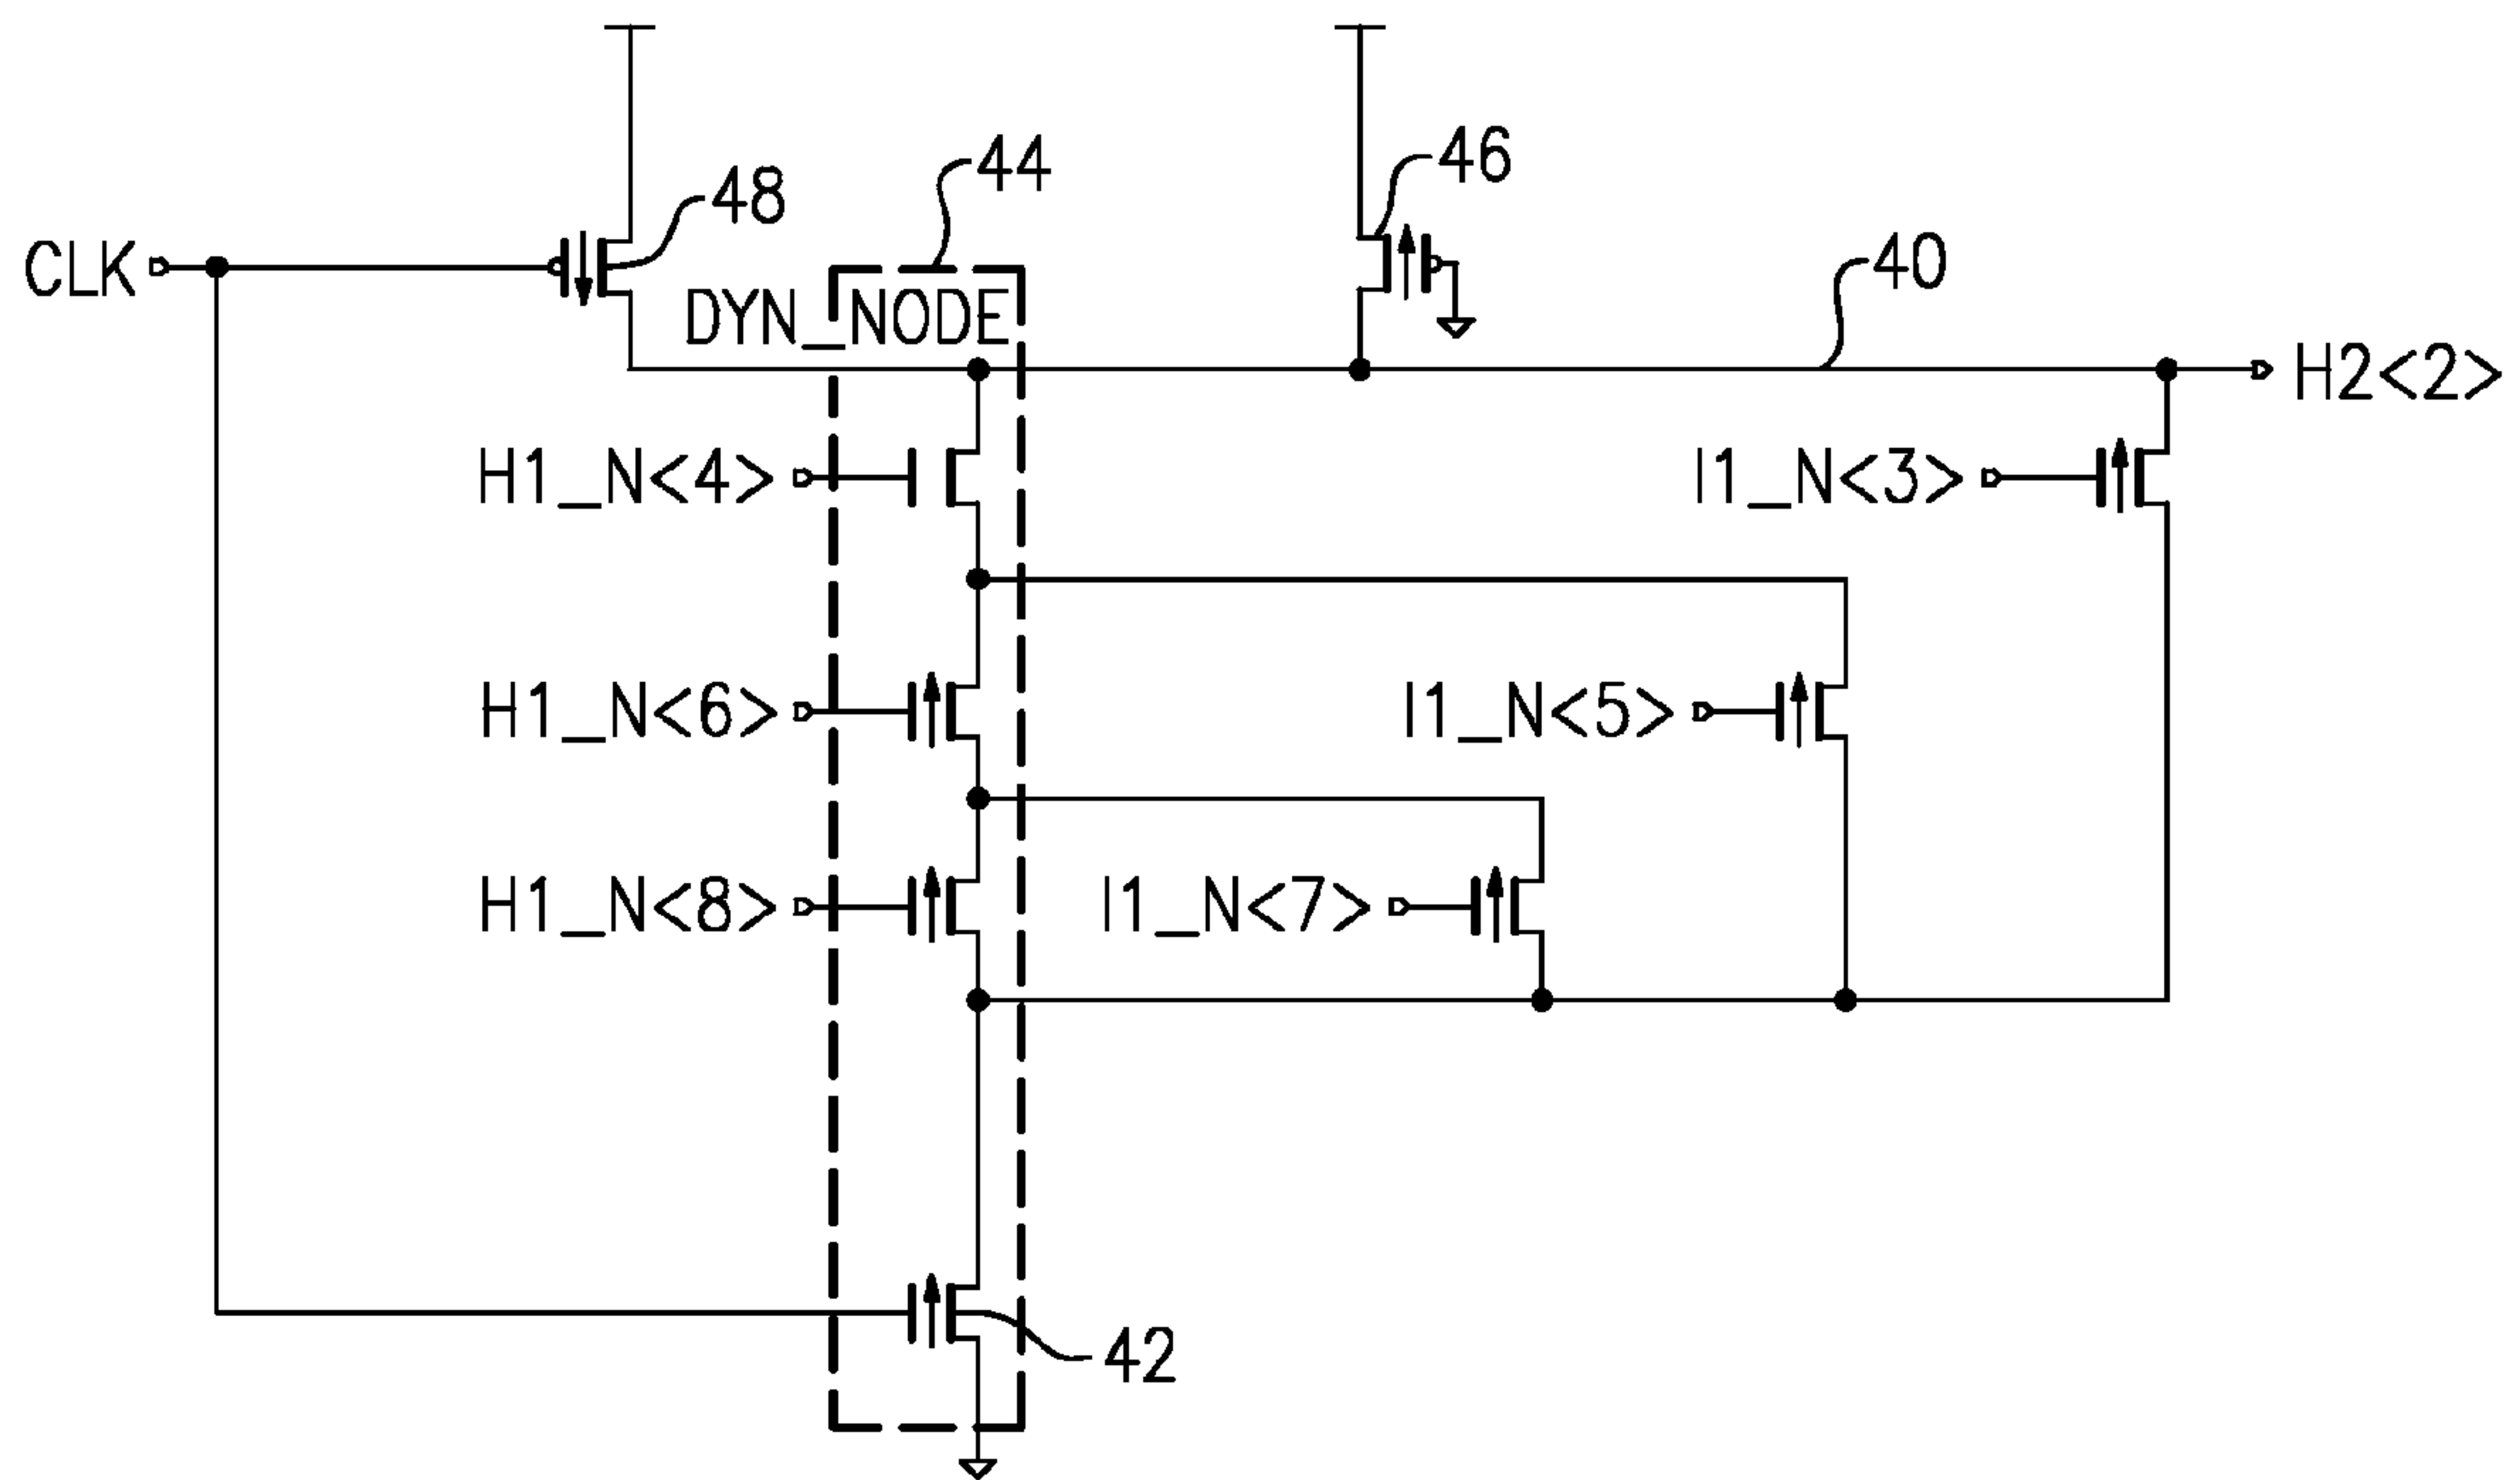 48
44
46
CLK
40
DYN_NODE
H2<2>
H1_N<4>
I1_N<3>
H1_N<6>
I1_N<5>
H1_N<8>
I1_N<7>
42